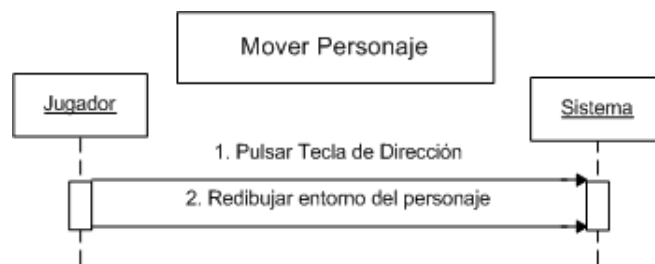 Mover Personaje
Jugador
Sistema
1. Pulsar Tecla de Dirección
2. Redibujar entorno del personaje